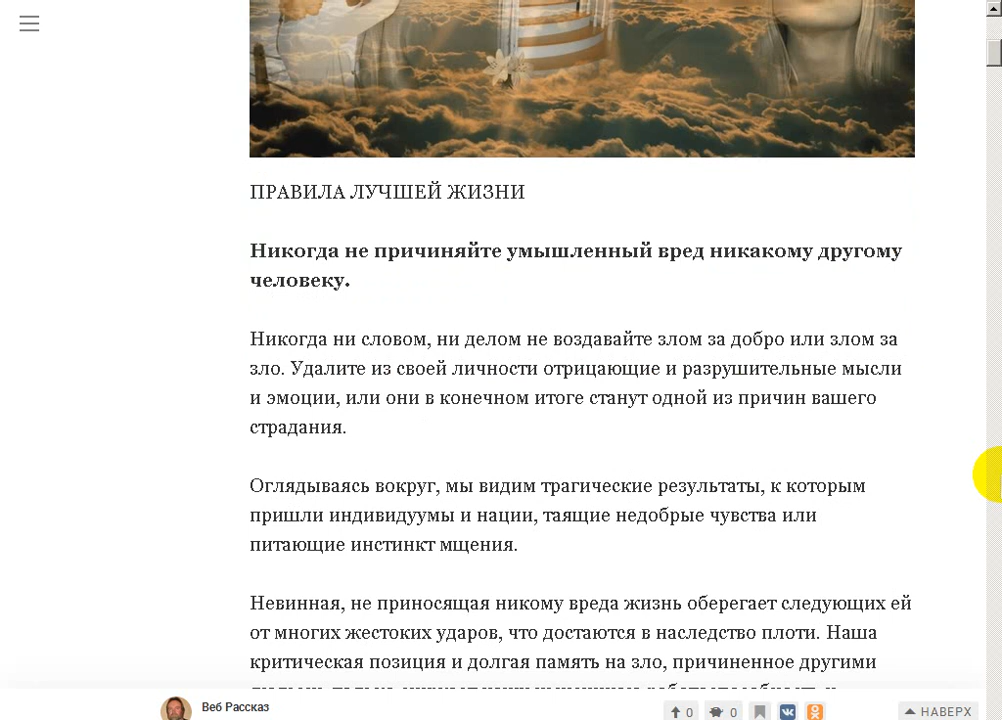 ПРАВИЛА ЛУЧШЕЙ ЖИЗНИ
Никогда не причиняйте умышленный вред никакому другому
человеку.
Никогда ни словом, ни делом не воздавайте злом за добро или злом за
зло. Удалите из своей личности отрицающие и разрушительные мысли
и эмоции, или они в конечном итоге станут одной из причин вашего
страдания.
Оглядываясь вокруг, мы видим трагические результаты, к которым
пришли индивидуумы и нации, таящие недобрые чувства или
питающие инстинкт мщения.
Невинная, не приносящая никому вреда жизнь оберегает следующих ей
от многих жестоких ударов, что достаются в наследство плоти. Наша
критическая позиция и долгая память на зло, причиненное другими
Веб Рассказ
0
0
НАВЕРХ